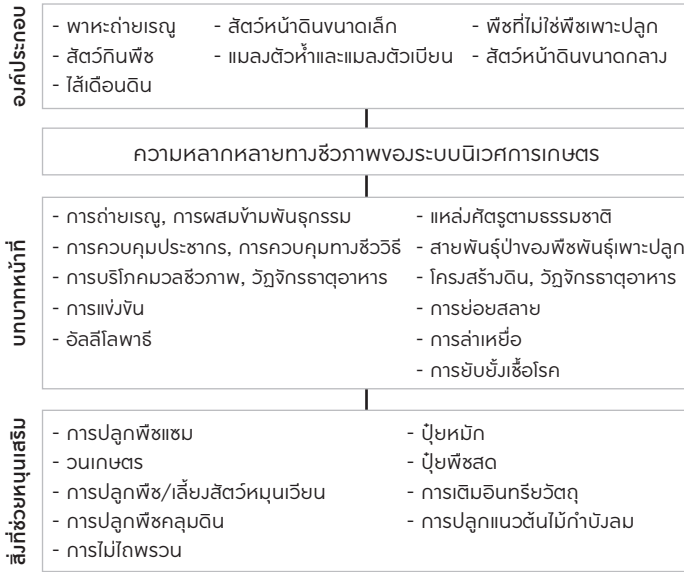 องค์ประกอบ
- พาหะถ่ายเรณู - สัตว์หน้าดินขนาดเล็ก - พืชที่ไม่ใช่พืชเพาะปลูก
- สัตว์กินพืช - แมลงตัวห้ำและแมลงตัวเบียน - สัตว์หน้าดินขนาดกลาง
- ไส้เดือนดิน
ความหลากหลายทางชีวภาพของระบบนิเวศการเกษตร
บทบาทหน้าที่
- การถ่ายเรณู, การผสมข้ามพันธุกรรม - แหล่งศัตรูตามธรรมชาติ
- การควบคุมประชากร, การควบคุมทางชีววิธี - สายพันธุ์ป่าของพืชพันธุ์เพาะปลูก
- การบริโภคมวลชีวภาพ, วัฏจักรธาตุอาหาร - โครงสร้างดิน, วัฏจักรธาตุอาหาร
- การแข่งขัน - การย่อยสลาย
- อัลลีโลพาธี - การล่าเหยื่อ
- การยับยั้งเชื้อโรค
สิ่งที่ช่วยหนุนเสริม
- การปลูกพืชแซม - ปุ๋ยหมัก
- วนเกษตร - ปุ๋ยพืชสด
- การปลูกพืช/เลี้ยงสัตว์หมุนเวียน - การเติมอินทรียวัตถุ
- การปลูกพืชคลุมดิน - การปลูกแนวต้นไม้กำบังลม
- การไม่ไถพรวน